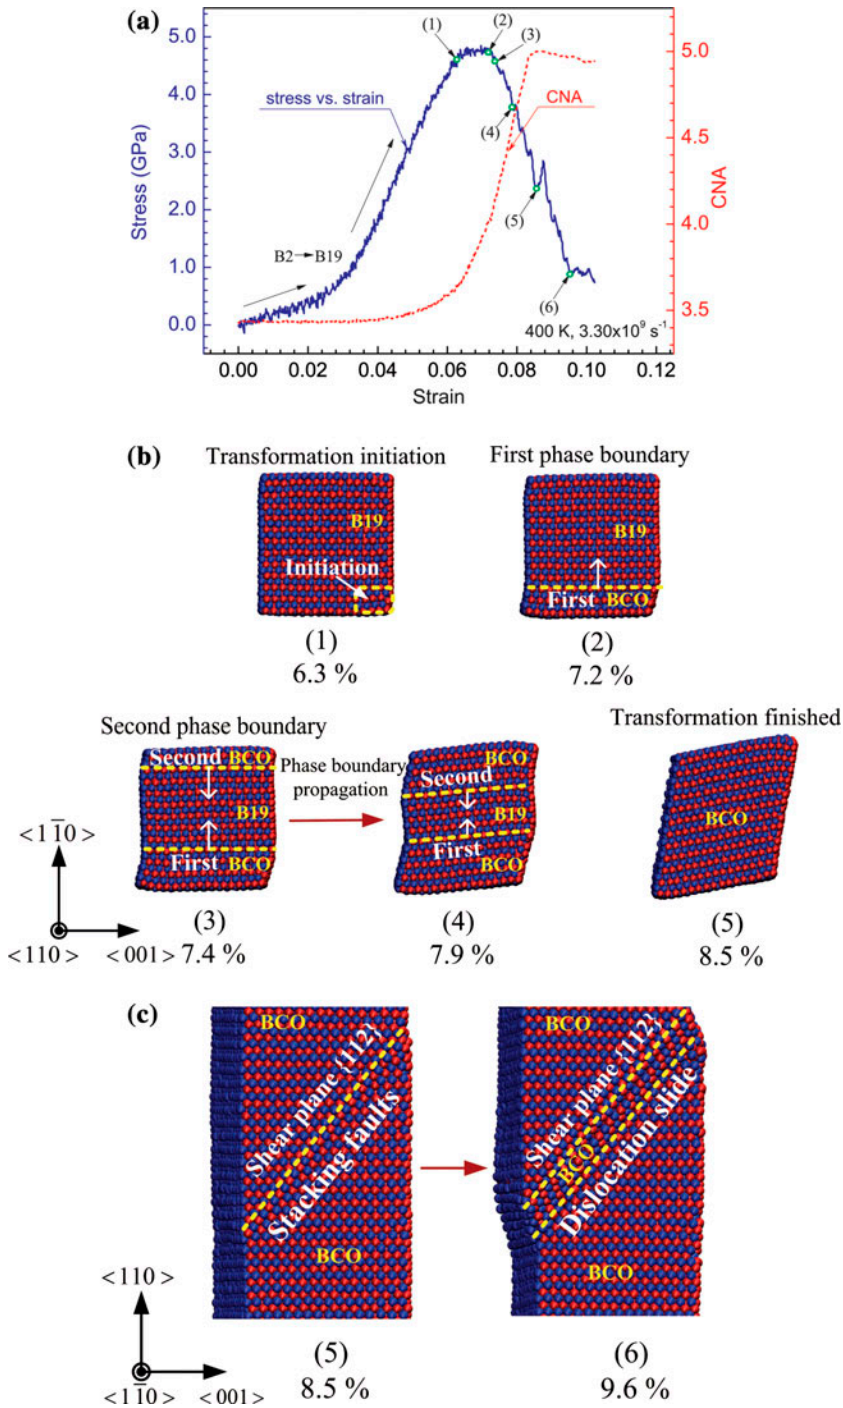 (a)
(1)
(2)
(3)
5.0
4.0
3.0
2.0
1.0
0.0
Stress (GPa)
stress vs. strain
CNA
(4)
(5)
(6)
B2→B19
400 K, 3.30x10⁹ s⁻¹
5.0
4.5
4.0
3.5
CNA
0.00 0.02 0.04 0.06 0.08 0.10 0.12
Strain
(b)
Transformation initiation
B19
Initiation
(1)
6.3 %
First phase boundary
B19
First BCO
(2)
7.2 %
Second phase boundary
Second BCO
B19
First BCO
(3)
7.4 %
Phase boundary
propagation
BCO
Second
B19
First
BCO
(4)
7.9 %
Transformation finished
BCO
(5)
8.5 %
<11̅0>
<110>
<001>
(c)
BCO
Shear plane {112}
Stacking faults
BCO
(5)
8.5 %
BCO
Shear plane {112}
BCO
Dislocation slide
BCO
(6)
9.6 %
<110>
<11̅0>
<001>